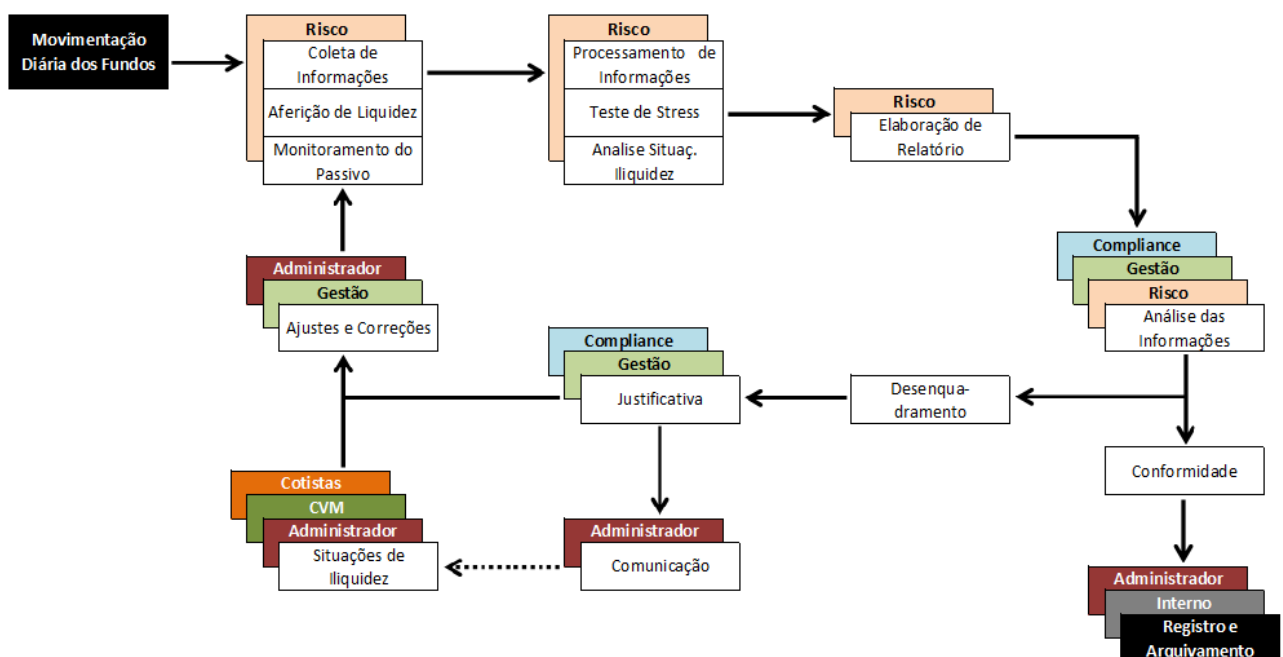 Movimentação
Diária dos Fundos
Risco
Coleta de
Informações
Aferição de Liquidez
Monitoramento do
Passivo
Risco
Processamento de
Informações
Teste de Stress
Analise Situaç.
Iliquidez
Risco
Elaboração de
Relatório
Compliance
Gestão
Risco
Análise das
Informações
Administrador
Gestão
Ajustes e Correções
Compliance
Gestão
Justificativa
Desenqua-
dramento
Conformidade
Cotistas
CVM
Administrador
Situações de
Iliquidez
Administrador
Comunicação
Administrador
Interno
Registro e
Arquivamento